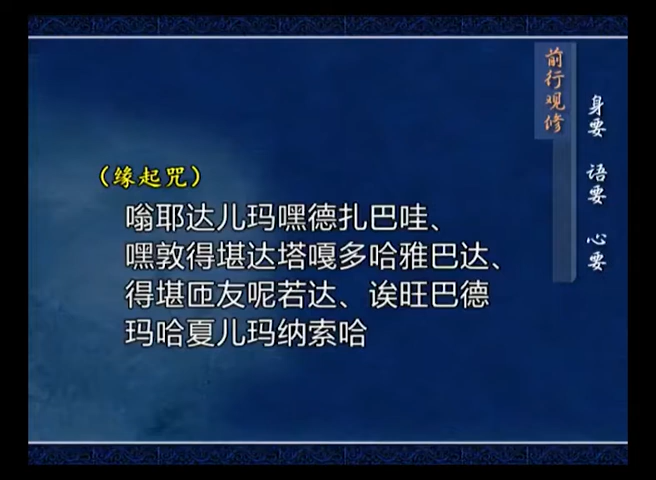 前行观修
身要 语要 心要
（缘起咒）
嗡耶达儿玛嘿德扎巴哇、
嘿敦得堪达塔嘎多哈雅巴达、
得堪匝友呢若达、诶旺巴德
玛哈夏儿玛纳索哈